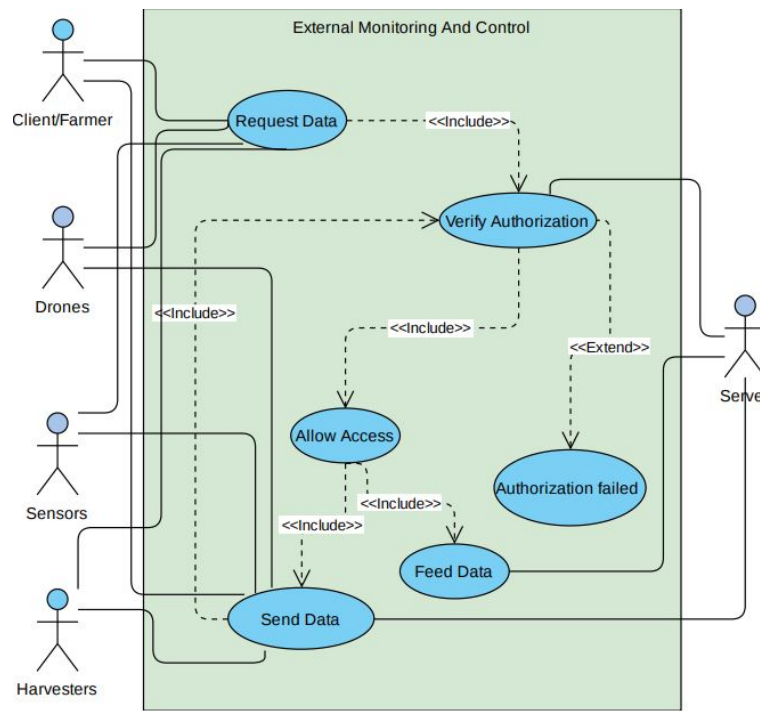 External Monitoring And Control
Client/Farmer
Request Data
<<Include>>
Verify Authorization
Drones
<<Include>>
<<Include>>
<<Extend>>
Serve
Allow Access
Sensors
Authorization failed
<<Include>>
<<Include>>
Feed Data
Send Data
Harvesters